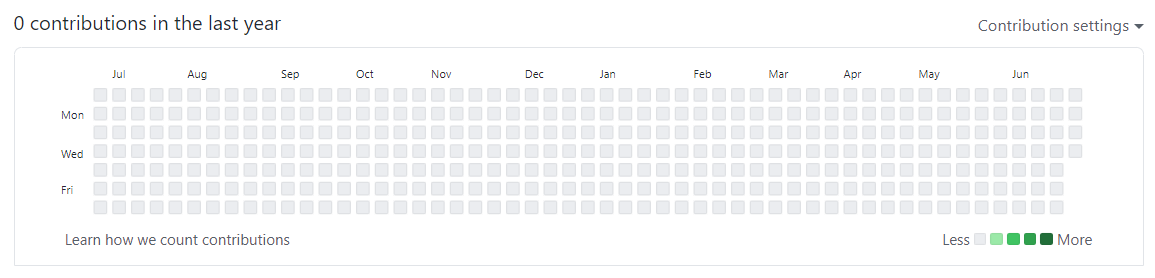 0 contributions in the last year
Contribution settings
Jul Aug Sep Oct Nov Dec Jan Feb Mar Apr May Jun
Mon
Wed
Fri
Learn how we count contributions
Less More